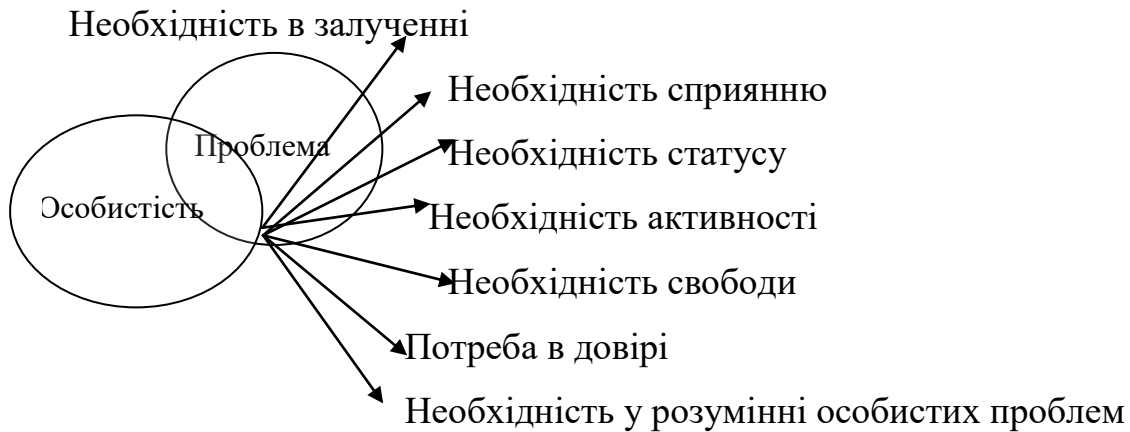 Необхідність в залученні
Необхідність сприянню
Проблема
Необхідність статусу
Особистість
Необхідність активності
Необхідність свободи
Потреба в довірі
Необхідність у розумінні особистих проблем